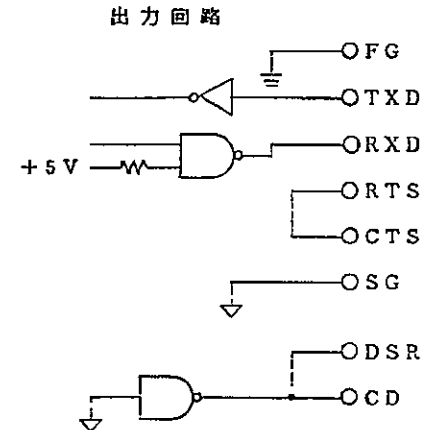 出力回路
FG
TXD
RXD
+5V
RTS
CTS
SG
DSR
CD